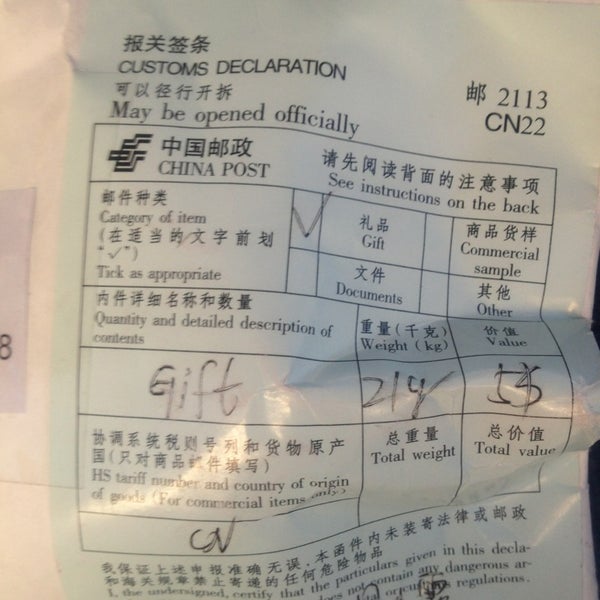 报关签条
CUSTOMS DECLARATION
可以径行开拆
May be opened officially
邮 2113
CN22
中国邮政
CHINA POST
请先阅读背面的注意事项
See instructions on the back
邮件种类
Category of item
(在适当的文字前划
"✓")
Tick as appropriate
✓
礼品
Gift
商品货样
Commercial
sample
文件
Documents
其他
Other
内件详细名称和数量
Quantity and detailed description of
contents
重量(千克)
Weight (kg)
价值
Value
Gift
5$
协调系统税则号列和货物原产
国(只对商品邮件填写)
HS tariff number and country of origin
of goods (For commercial items only)
总重量
Total weight
总价值
Total value
CN
我保证上述申报准确无误,本函件内未装寄法律或邮政
和海关规章禁止寄递的任何危险物品
I, the undersigned, certify that the particulars given in this decla-
not contain any dangerous ar-
regulations.
8